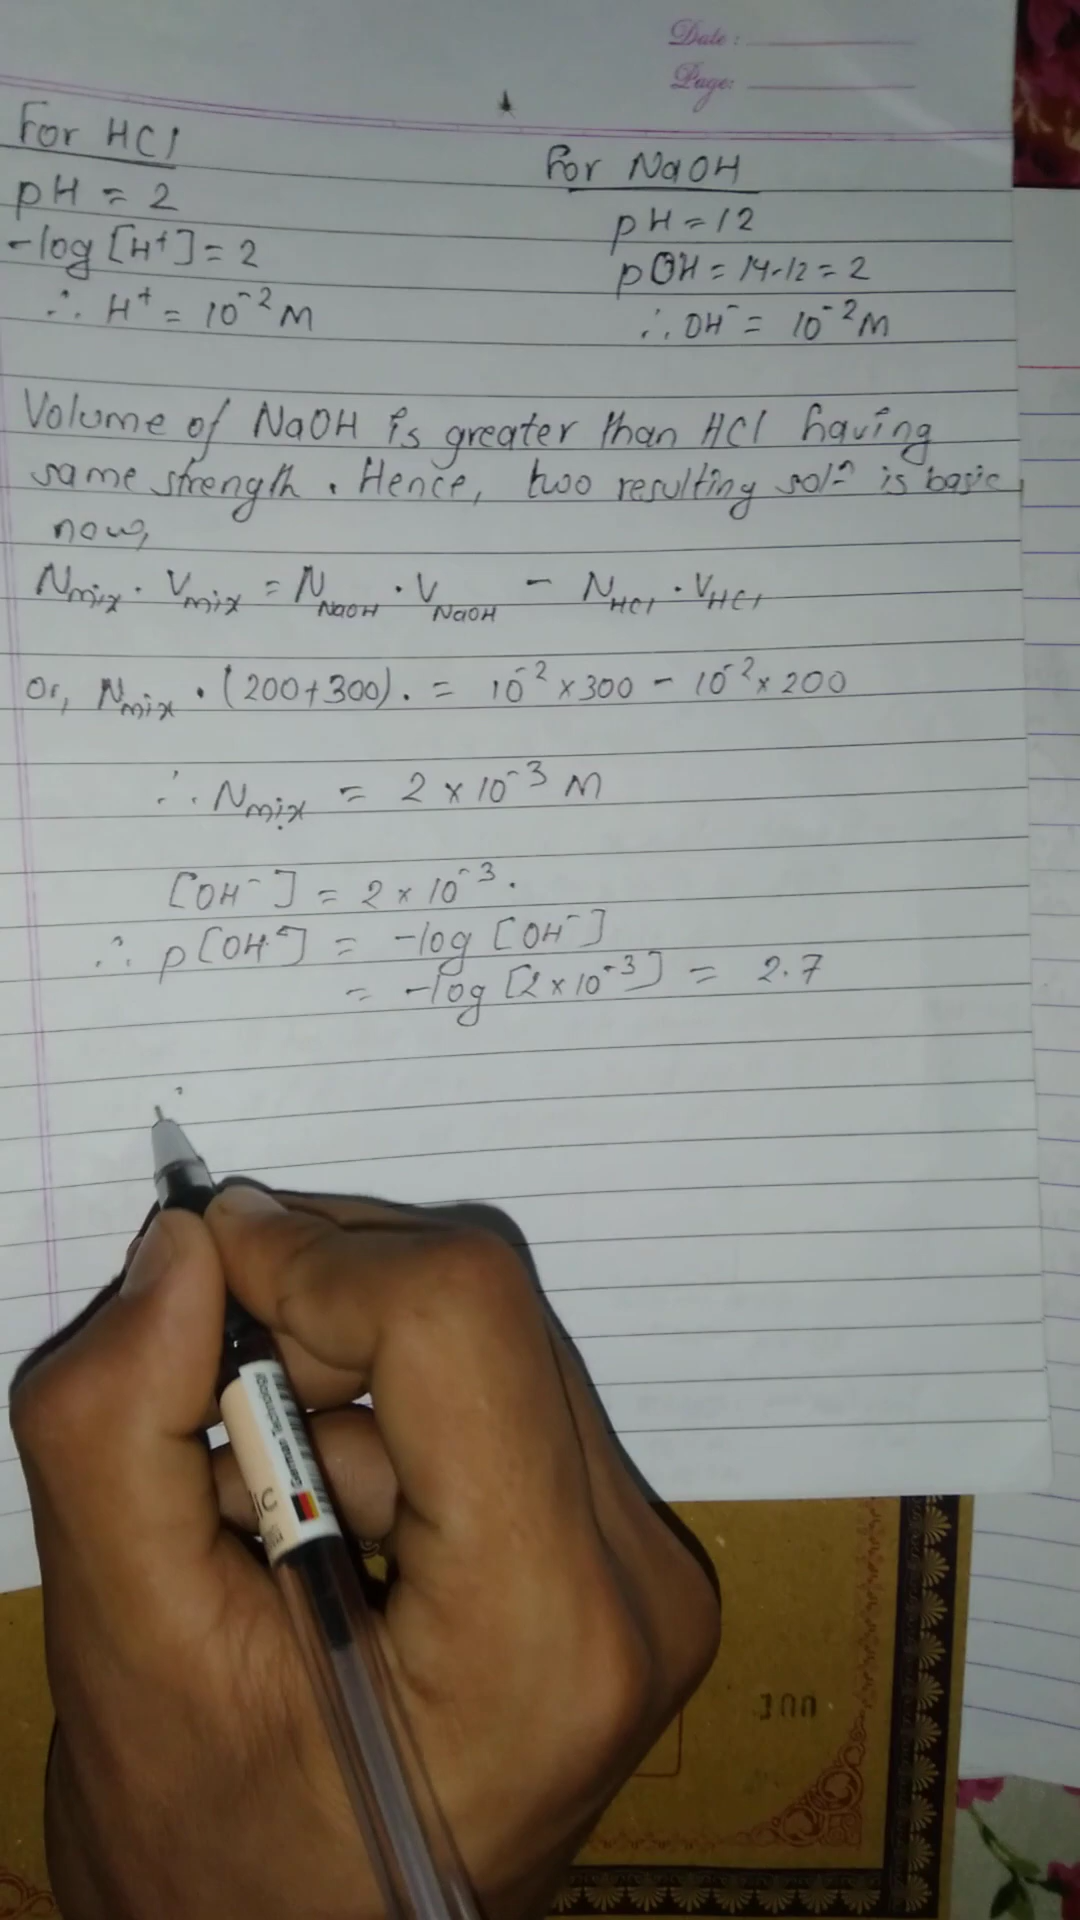 Date:
Page:
For HCl
pH = 2
-log [H⁺] = 2
∴ H⁺ = 10⁻² M
For NaOH
pH = 12
pOH = 14-12 = 2
∴ OH⁻ = 10⁻² M
Volume of NaOH is greater than HCl having
same strength. Hence, two resulting solⁿ is basic
now,
Nmix · Vmix = NNaOH · VNaOH - NHCl · VHCl
Or, Nmix · (200+300). = 10⁻² × 300 - 10⁻² × 200
∴ Nmix = 2 × 10⁻³ M
[OH⁻] = 2 × 10⁻³.
∴ p[OH⁻] = -log [OH⁻]
= -log [2 × 10⁻³] = 2.7
German Technology
300